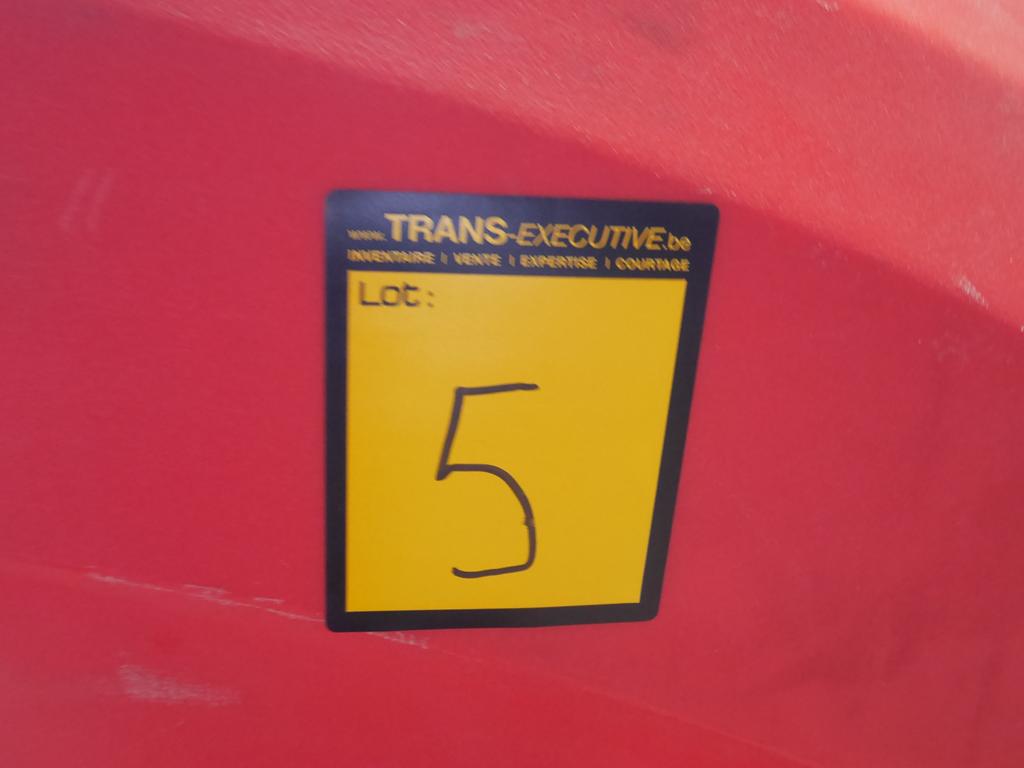 www.TRANS-EXECUTIVE.be
INVENTAIRE | VENTE | EXPERTISE | COURTAGE
Lot:
5